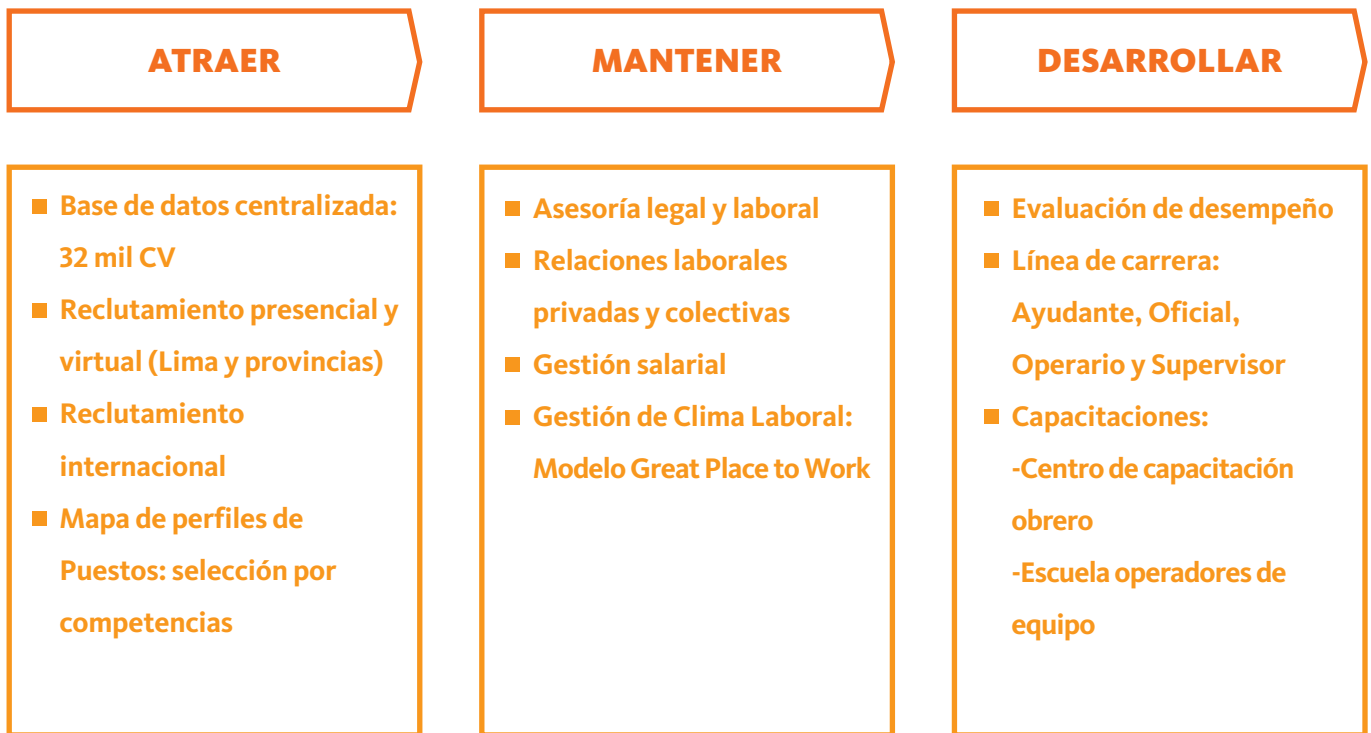 ATRAER
Base de datos centralizada:
32 mil CV
Reclutamiento presencial y
virtual (Lima y provincias)
Reclutamiento
internacional
Mapa de perfiles de
Puestos: selección por
competencias
MANTENER
Asesoría legal y laboral
Relaciones laborales
privadas y colectivas
Gestión salarial
Gestión de Clima Laboral:
Modelo Great Place to Work
DESARROLLAR
Evaluación de desempeño
Línea de carrera:
Ayudante, Oficial,
Operario y Supervisor
Capacitaciones:
-Centro de capacitación
obrero
-Escuela operadores de
equipo